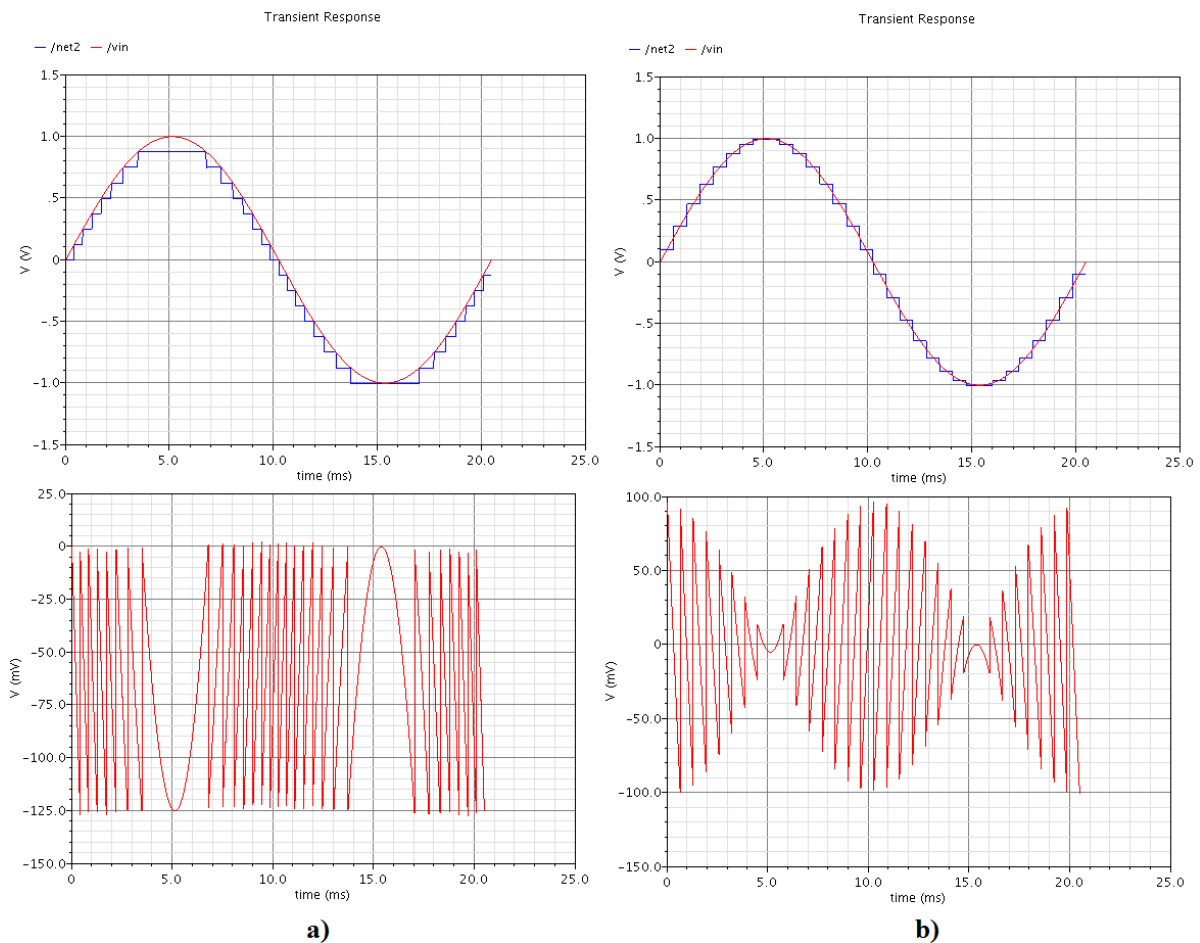 Transient Response
/net2 /vin
1.5
1.0
.5
0
-.5
-1.0
-1.5
V (V)
0 5.0 10.0 15.0 20.0 25.0
time (ms)
Transient Response
/net2 /vin
1.5
1.0
.5
0
-.5
-1.0
-1.5
V (V)
0 5.0 10.0 15.0 20.0 25.0
time (ms)
25.0
0
-25.0
-50.0
-75.0
-100.0
-125.0
-150.0
V (mV)
0 5.0 10.0 15.0 20.0 25.0
time (ms)
100.0
50.0
0
-50.0
-100.0
-150.0
V (mV)
0 5.0 10.0 15.0 20.0 25.0
time (ms)
a) b)